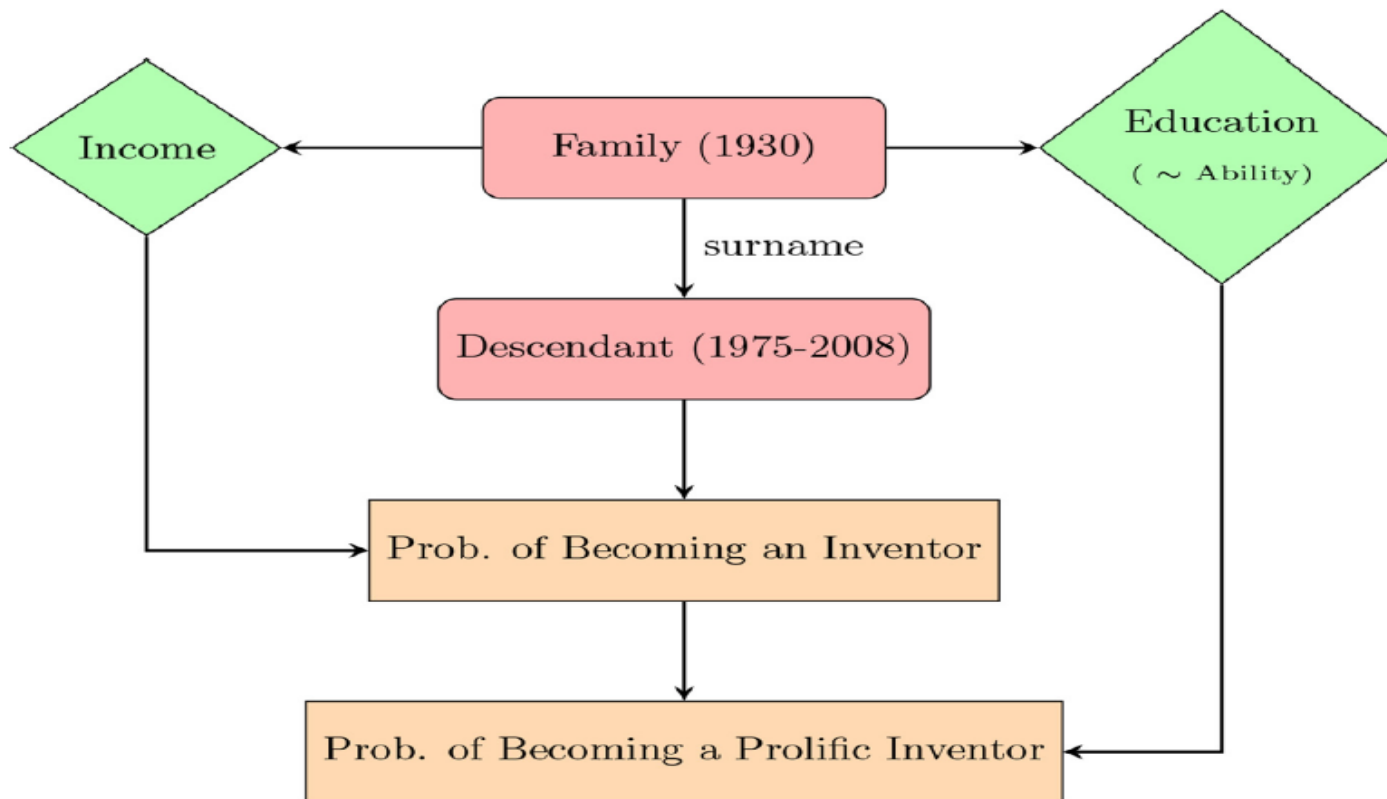 Income
Family (1930)
Education
( ~ Ability)
surname
Descendant (1975-2008)
Prob. of Becoming an Inventor
Prob. of Becoming a Prolific Inventor